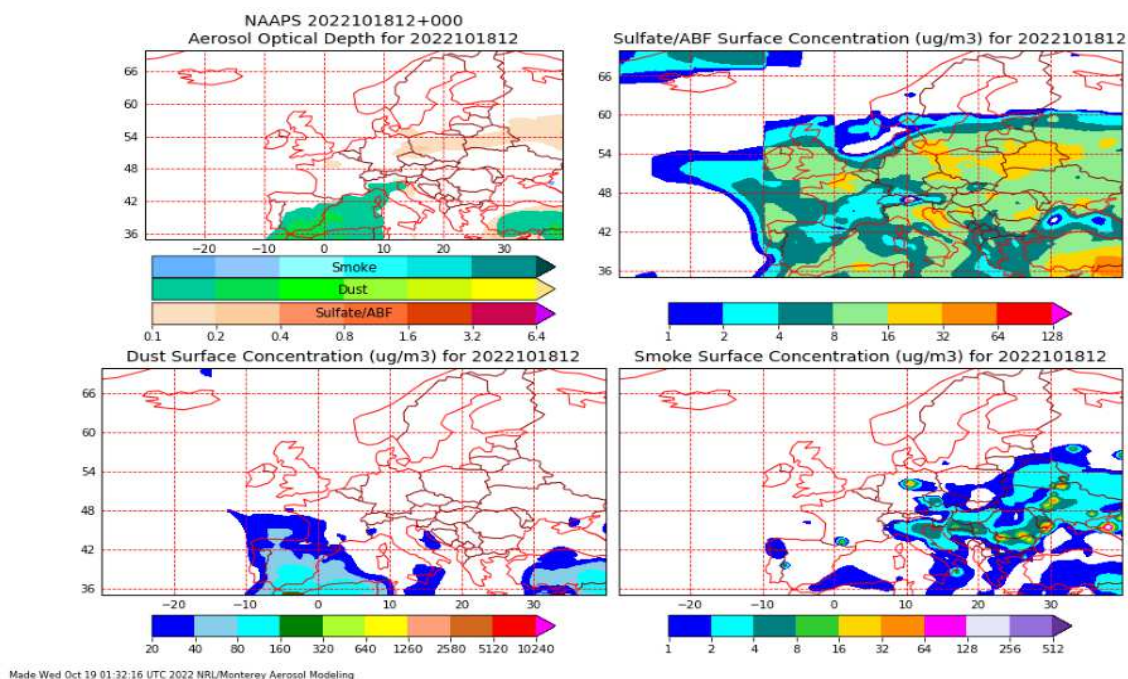 NAAPS 2022101812+000
Aerosol Optical Depth for 2022101812
66
60
54
48
42
36
−20 −10 0 10 20 30
Smoke
Dust
Sulfate/ABF
0.1 0.2 0.4 0.8 1.6 3.2 6.4
Sulfate/ABF Surface Concentration (ug/m3) for 2022101812
66
60
54
48
42
36
1 2 4 8 16 32 64 128
Dust Surface Concentration (ug/m3) for 2022101812
66
60
54
48
42
36
−20 −10 0 10 20 30
20 40 80 160 320 640 1260 2580 5120 10240
Smoke Surface Concentration (ug/m3) for 2022101812
66
60
54
48
42
36
−20 −10 0 10 20 30
1 2 4 8 16 32 64 128 256 512
Made Wed Oct 19 01:32:16 UTC 2022 NRL/Monterey Aerosol Modeling